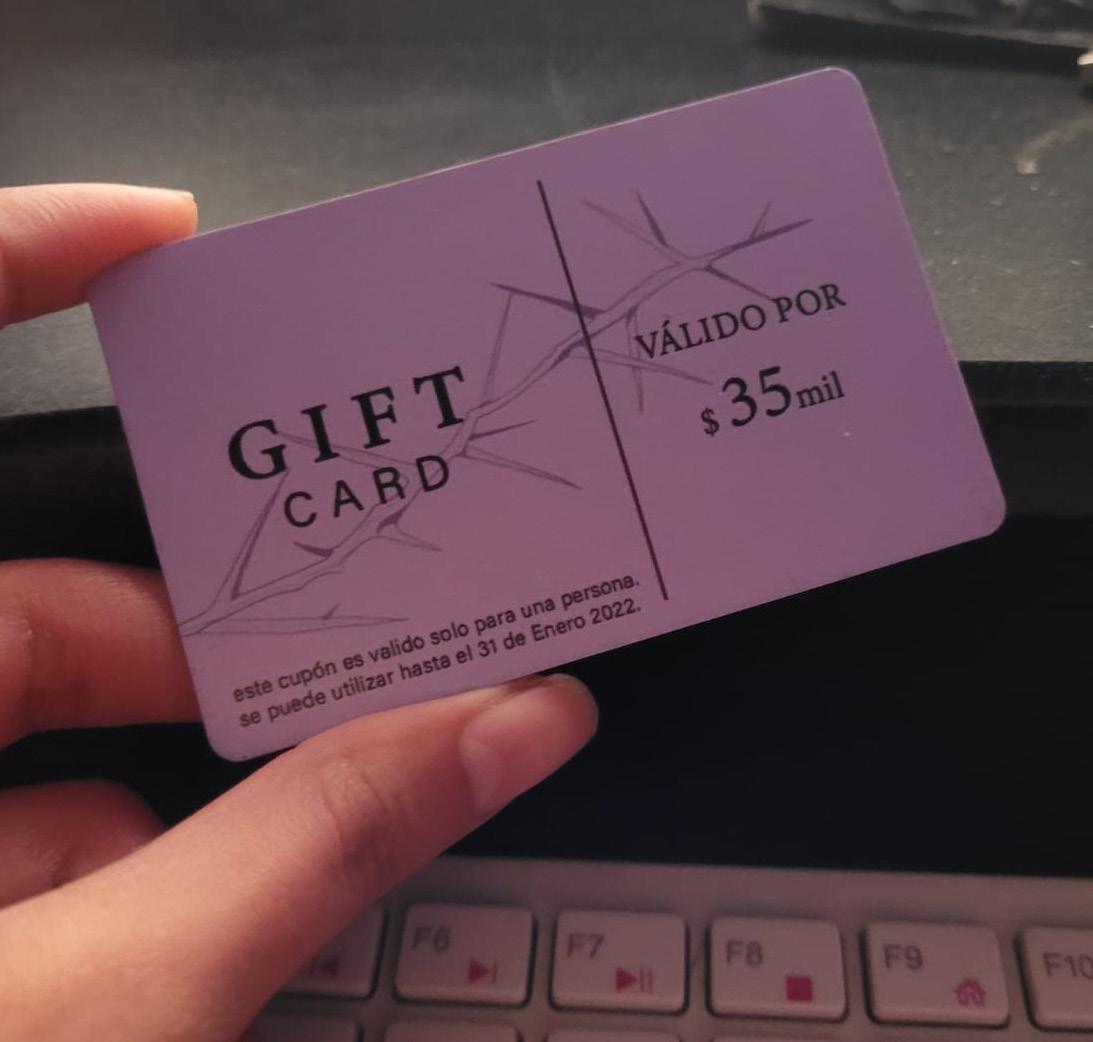 GIFT
CARD
VÁLIDO POR
$35mil
este cupón es valido solo para una persona.
se puede utilizar hasta el 31 de Enero 2022.
F6
F7
F8
F9
F10